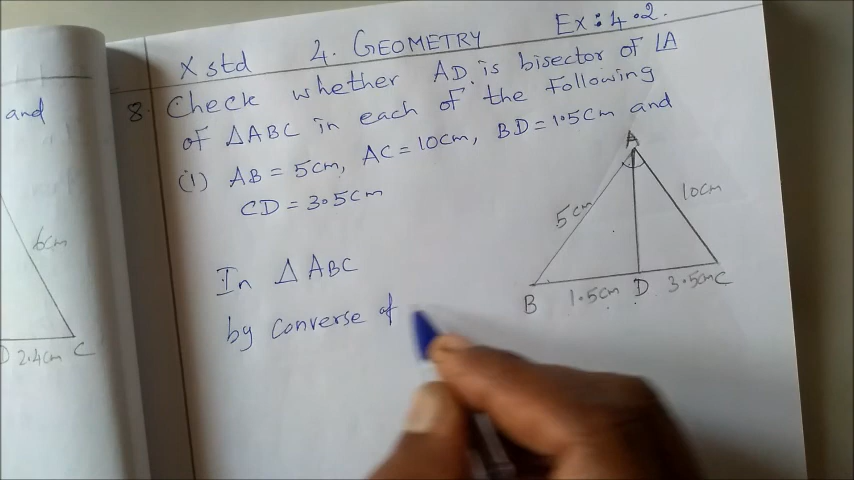 X std 4. GEOMETRY Ex: 4.2.
and
8. Check whether AD is bisector of ∠A
of △ABC in each of the following
(i) AB = 5cm, AC = 10cm, BD = 1.5cm and
CD = 3.5cm
A
5cm
10cm
6cm
In △ABC
B 1.5cm D 3.5cm C
by converse of
D 2.4cm C